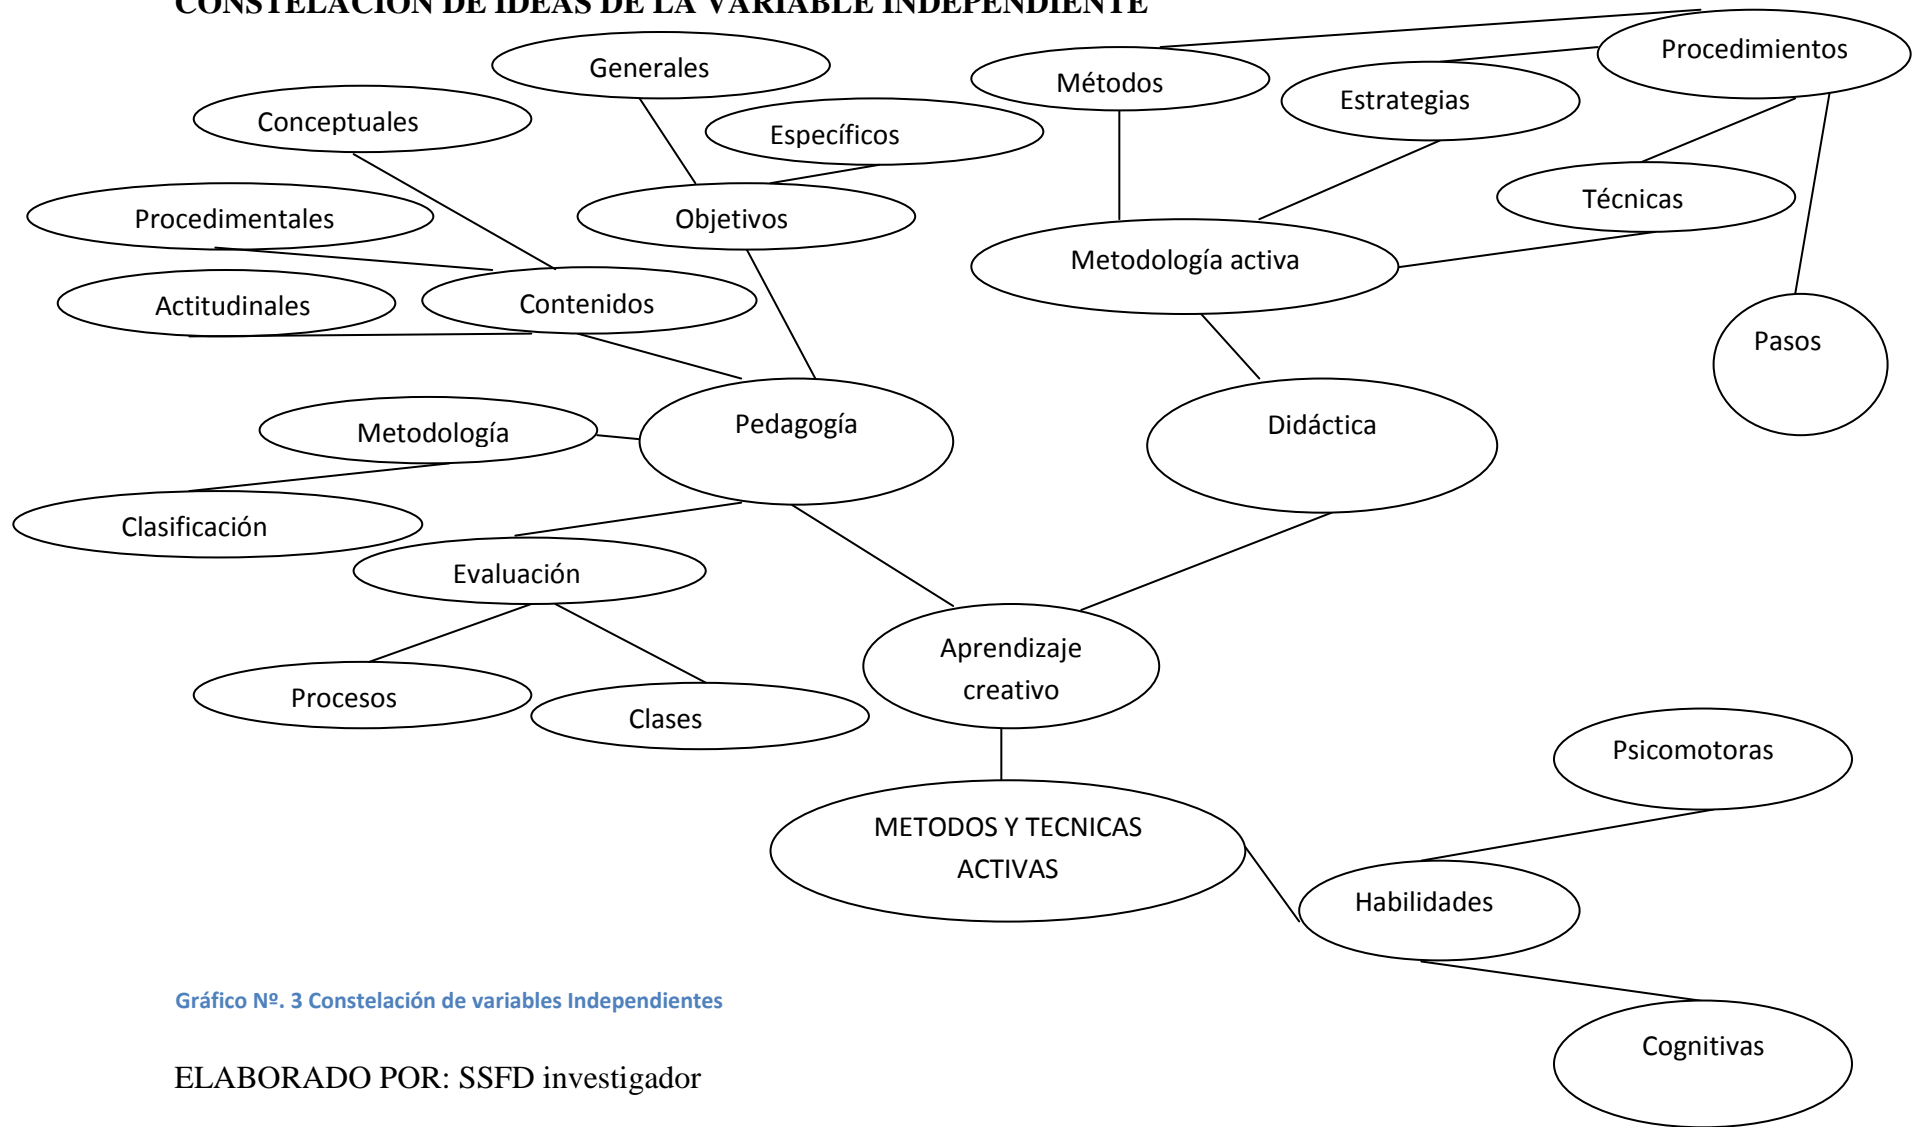 CONSTELACIÓN DE IDEAS DE LA VARIABLE INDEPENDIENTE
Generales
Métodos
Procedimientos
Estrategias
Conceptuales
Específicos
Procedimentales
Objetivos
Técnicas
Metodología activa
Actitudinales
Contenidos
Pasos
Metodología
Pedagogía
Didáctica
Clasificación
Evaluación
Aprendizaje
creativo
Procesos
Clases
Psicomotoras
METODOS Y TECNICAS
ACTIVAS
Habilidades
Cognitivas
Gráfico Nº. 3 Constelación de variables Independientes
ELABORADO POR: SSFD investigador